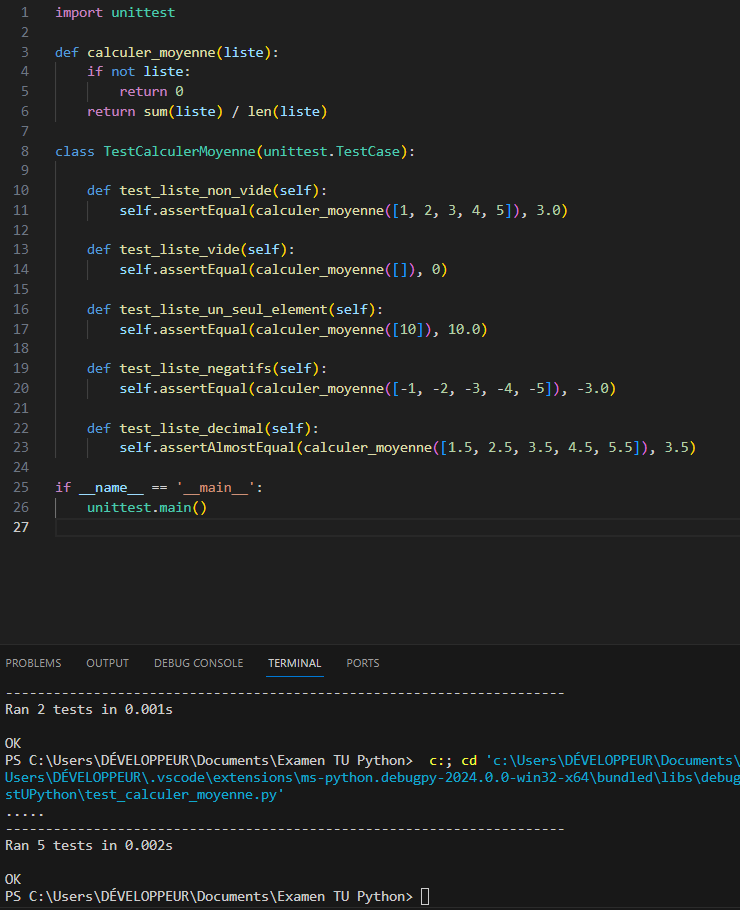 1 import unittest
2
3 def calculer_moyenne(liste):
4     if not liste:
5         return 0
6     return sum(liste) / len(liste)
7
8 class TestCalculerMoyenne(unittest.TestCase):
9
10     def test_liste_non_vide(self):
11         self.assertEqual(calculer_moyenne([1, 2, 3, 4, 5]), 3.0)
12
13     def test_liste_vide(self):
14         self.assertEqual(calculer_moyenne([]), 0)
15
16     def test_liste_un_seul_element(self):
17         self.assertEqual(calculer_moyenne([10]), 10.0)
18
19     def test_liste_negatifs(self):
20         self.assertEqual(calculer_moyenne([-1, -2, -3, -4, -5]), -3.0)
21
22     def test_liste_decimal(self):
23         self.assertAlmostEqual(calculer_moyenne([1.5, 2.5, 3.5, 4.5, 5.5]), 3.5)
24
25 if __name__ == '__main__':
26     unittest.main()
27
PROBLEMS OUTPUT DEBUG CONSOLE TERMINAL PORTS
----------------------------------------------------------------------
Ran 2 tests in 0.001s

OK
PS C:\Users\DÉVELOPPEUR\Documents\Examen TU Python>  c:; cd 'c:\Users\DÉVELOPPEUR\Documents\
Users\DÉVELOPPEUR\.vscode\extensions\ms-python.debugpy-2024.0.0-win32-x64\bundled\libs\debug
stUPython\test_calculer_moyenne.py'
.....
----------------------------------------------------------------------
Ran 5 tests in 0.002s

OK
PS C:\Users\DÉVELOPPEUR\Documents\Examen TU Python>